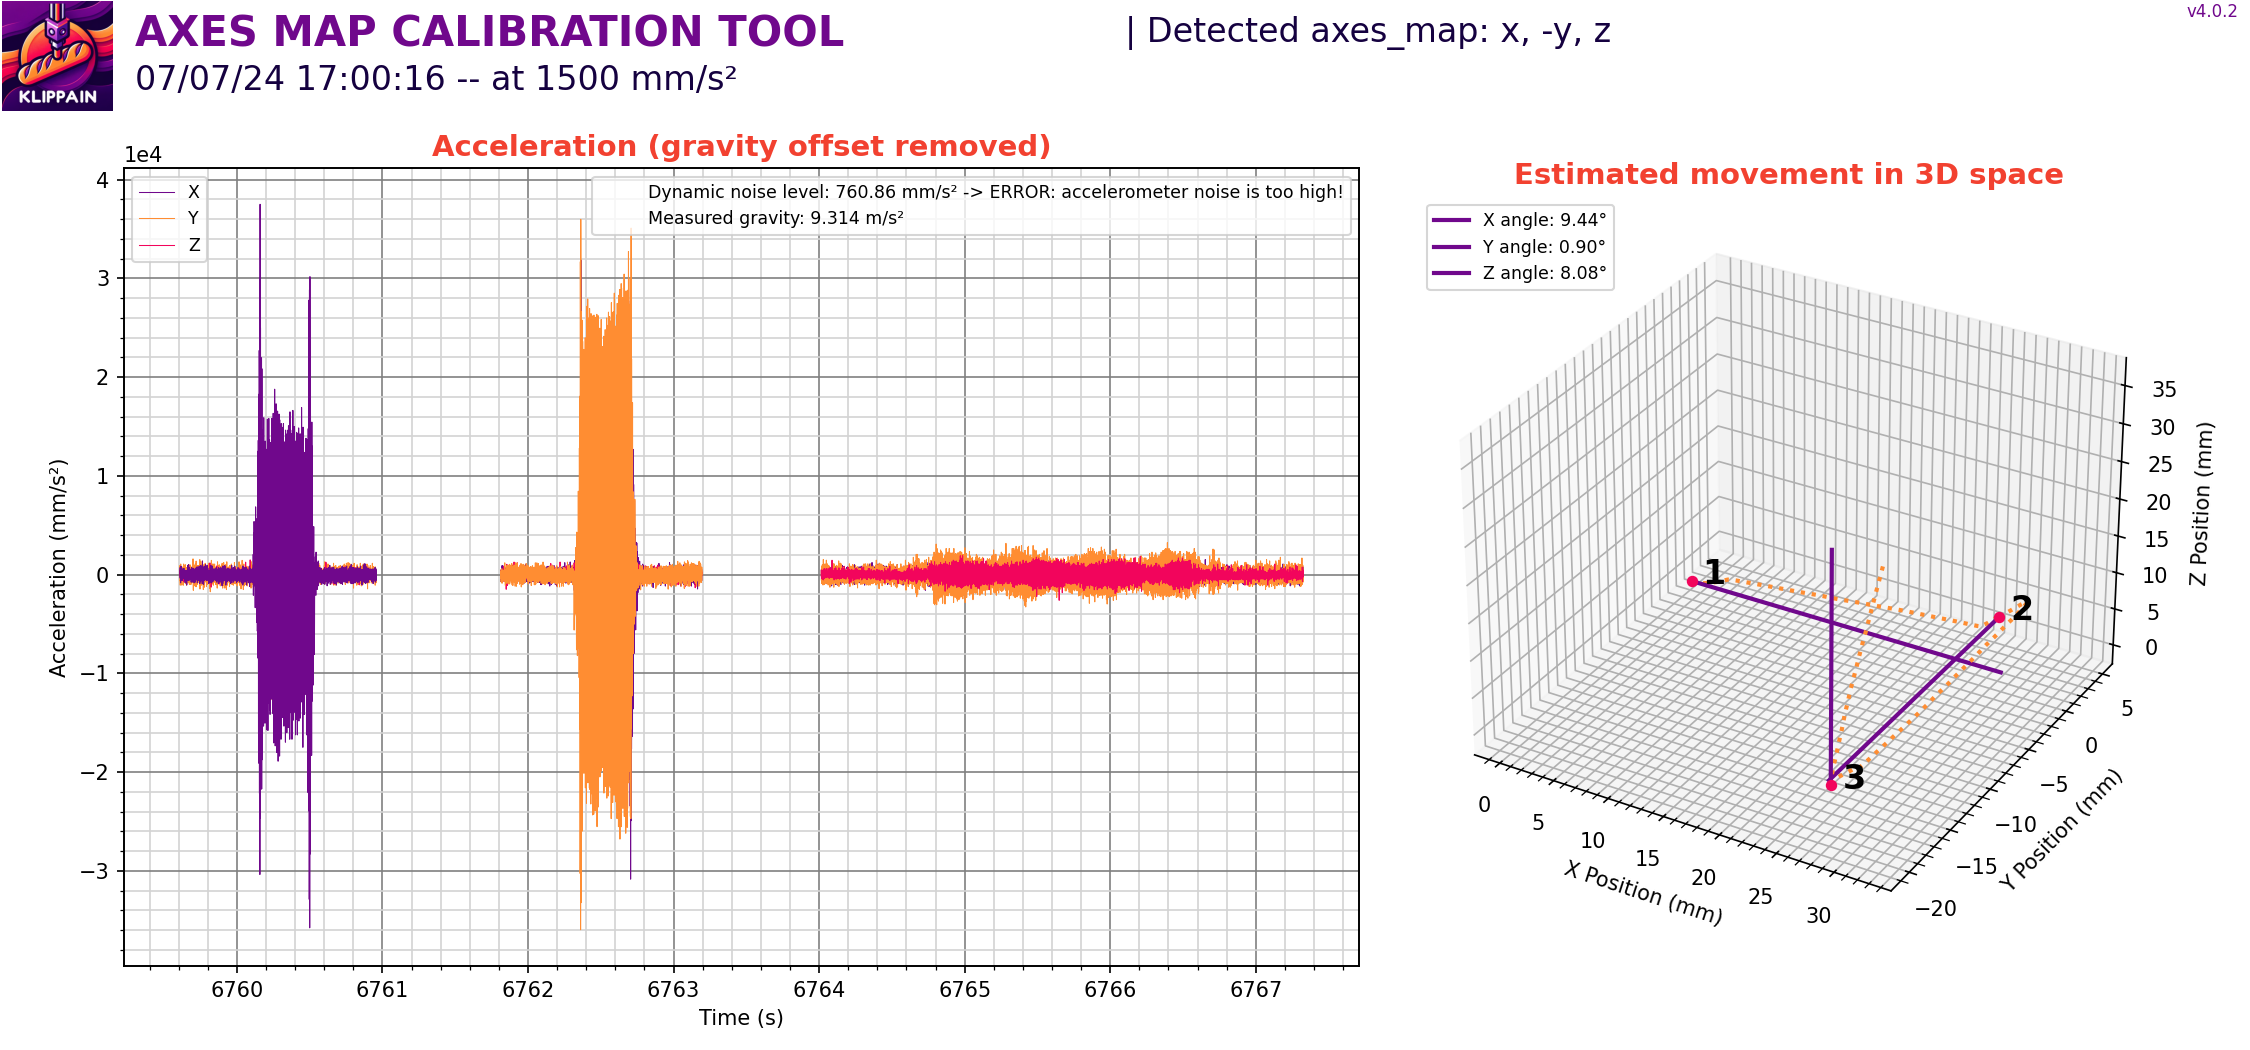 AXES MAP CALIBRATION TOOL
| Detected axes_map: x, -y, z
v4.0.2
07/07/24 17:00:16 -- at 1500 mm/s²
KLIPPAIN
Acceleration (gravity offset removed)
1e4
X
Y
Z
Dynamic noise level: 760.86 mm/s² -> ERROR: accelerometer noise is too high!
Measured gravity: 9.314 m/s²
4
3
2
1
0
−1
−2
−3
Acceleration (mm/s²)
6760 6761 6762 6763 6764 6765 6766 6767
Time (s)
Estimated movement in 3D space
X angle: 9.44°
Y angle: 0.90°
Z angle: 8.08°
1
2
3
35
30
25
20
15
10
5
0
Z Position (mm)
5
0
−5
−10
−15
−20
Y Position (mm)
0
5
10
15
20
25
30
X Position (mm)